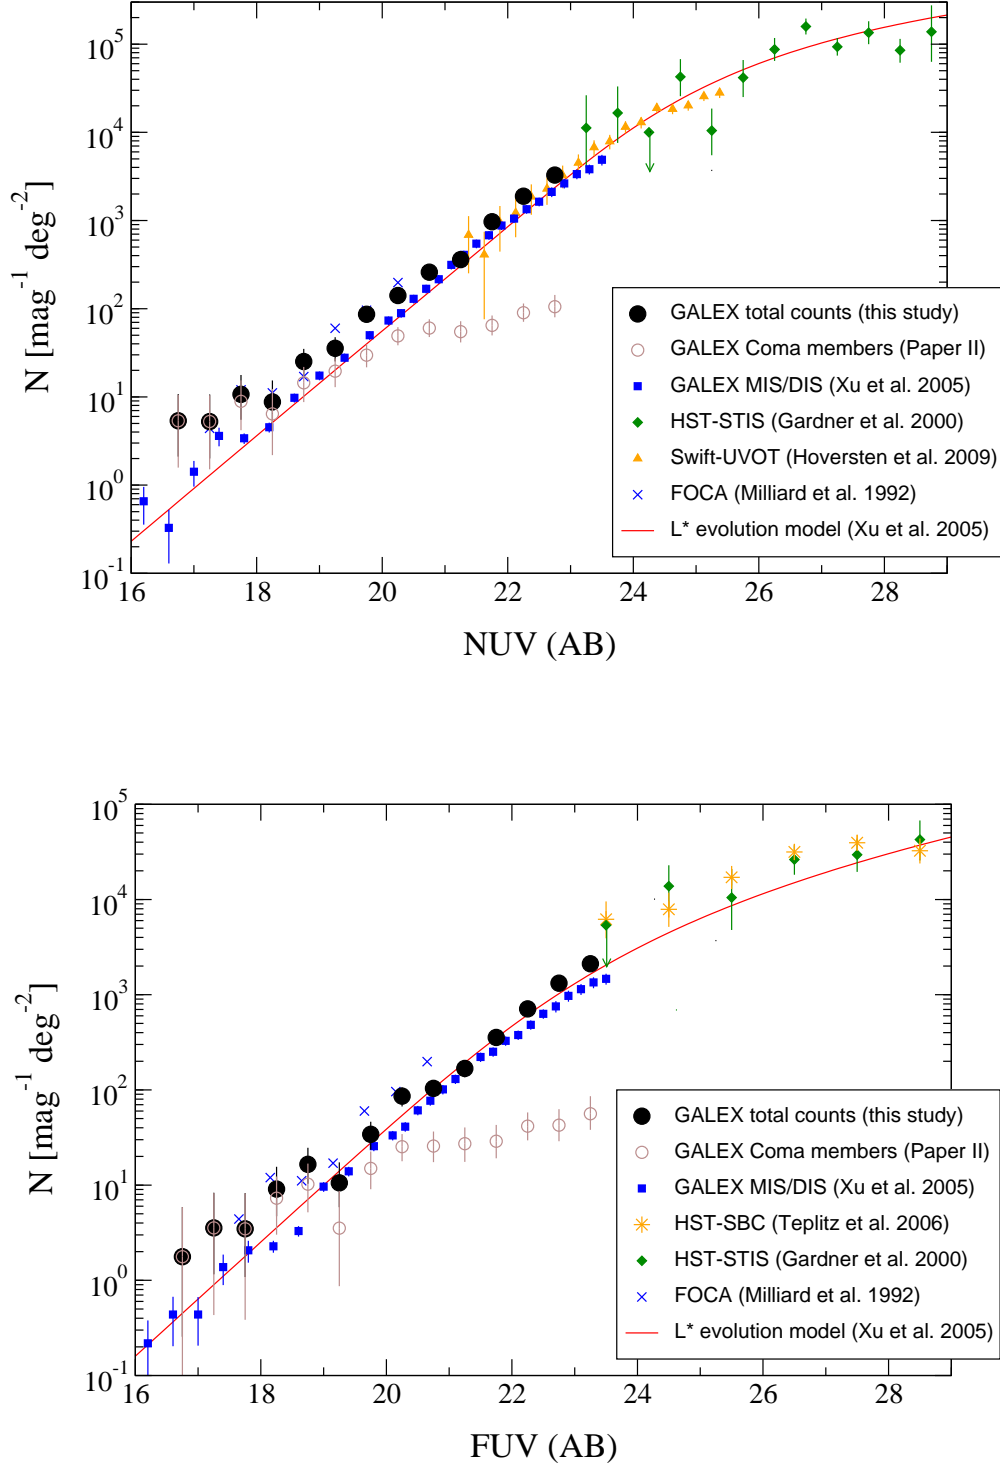 10^5
10^4
10^3
10^2
10^1
10^0
10^-1
N [mag^-1 deg^-2]
GALEX total counts (this study)
GALEX Coma members (Paper II)
GALEX MIS/DIS (Xu et al. 2005)
HST-STIS (Gardner et al. 2000)
Swift-UVOT (Hoversten et al. 2009)
FOCA (Milliard et al. 1992)
L* evolution model (Xu et al. 2005)
16 18 20 22 24 26 28
NUV (AB)
10^5
10^4
10^3
10^2
10^1
10^0
10^-1
N [mag^-1 deg^-2]
GALEX total counts (this study)
GALEX Coma members (Paper II)
GALEX MIS/DIS (Xu et al. 2005)
HST-SBC (Teplitz et al. 2006)
HST-STIS (Gardner et al. 2000)
FOCA (Milliard et al. 1992)
L* evolution model (Xu et al. 2005)
16 18 20 22 24 26 28
FUV (AB)